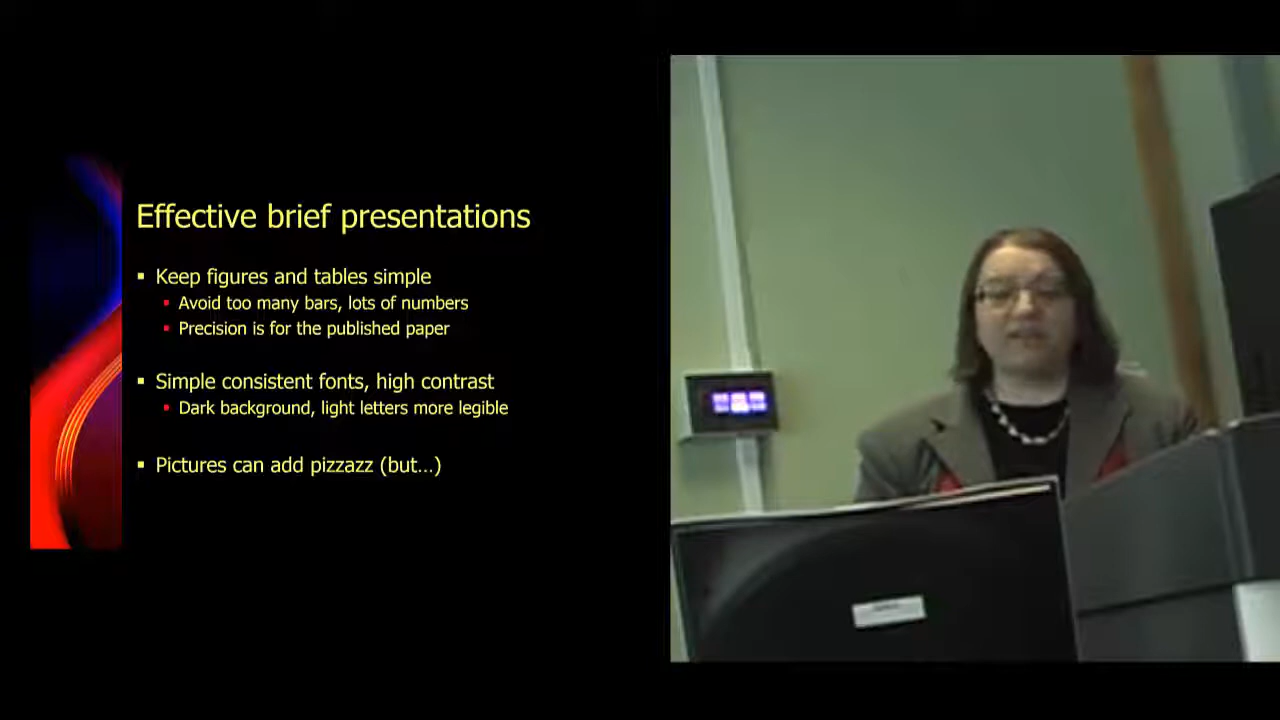 Effective brief presentations
▪ Keep figures and tables simple
▪ Avoid too many bars, lots of numbers
▪ Precision is for the published paper
▪ Simple consistent fonts, high contrast
▪ Dark background, light letters more legible
▪ Pictures can add pizzazz (but...)